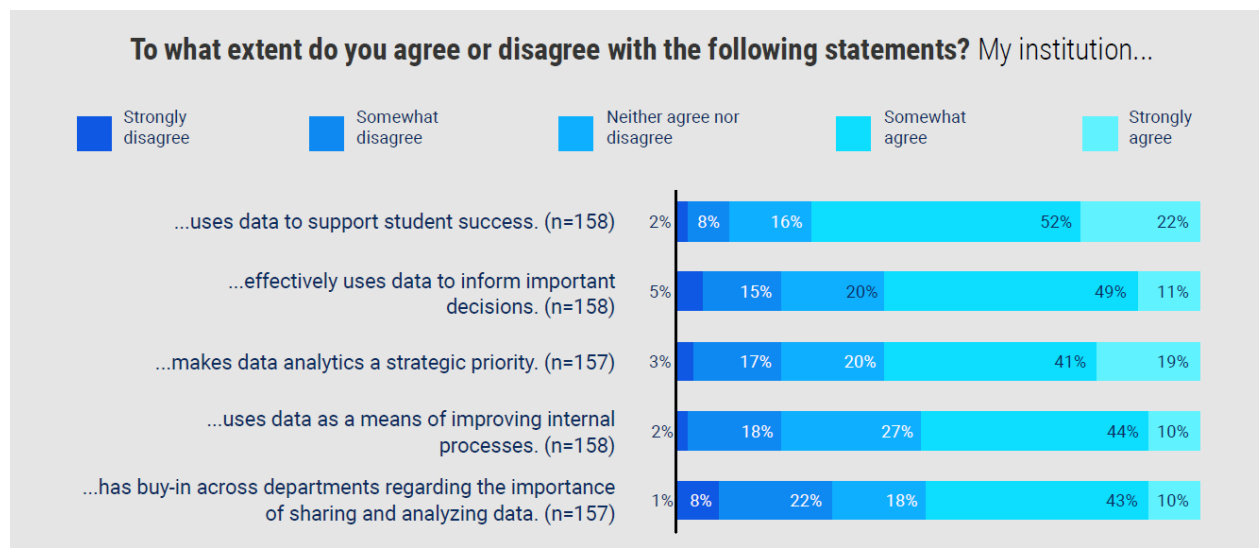 To what extent do you agree or disagree with the following statements? My institution...
Strongly disagree
Somewhat disagree
Neither agree nor disagree
Somewhat agree
Strongly agree
...uses data to support student success. (n=158)
2% 8% 16% 52% 22%
...effectively uses data to inform important
decisions. (n=158)
5% 15% 20% 49% 11%
...makes data analytics a strategic priority. (n=157)
3% 17% 20% 41% 19%
...uses data as a means of improving internal
processes. (n=158)
2% 18% 27% 44% 10%
...has buy-in across departments regarding the importance
of sharing and analyzing data. (n=157)
1% 8% 22% 18% 43% 10%